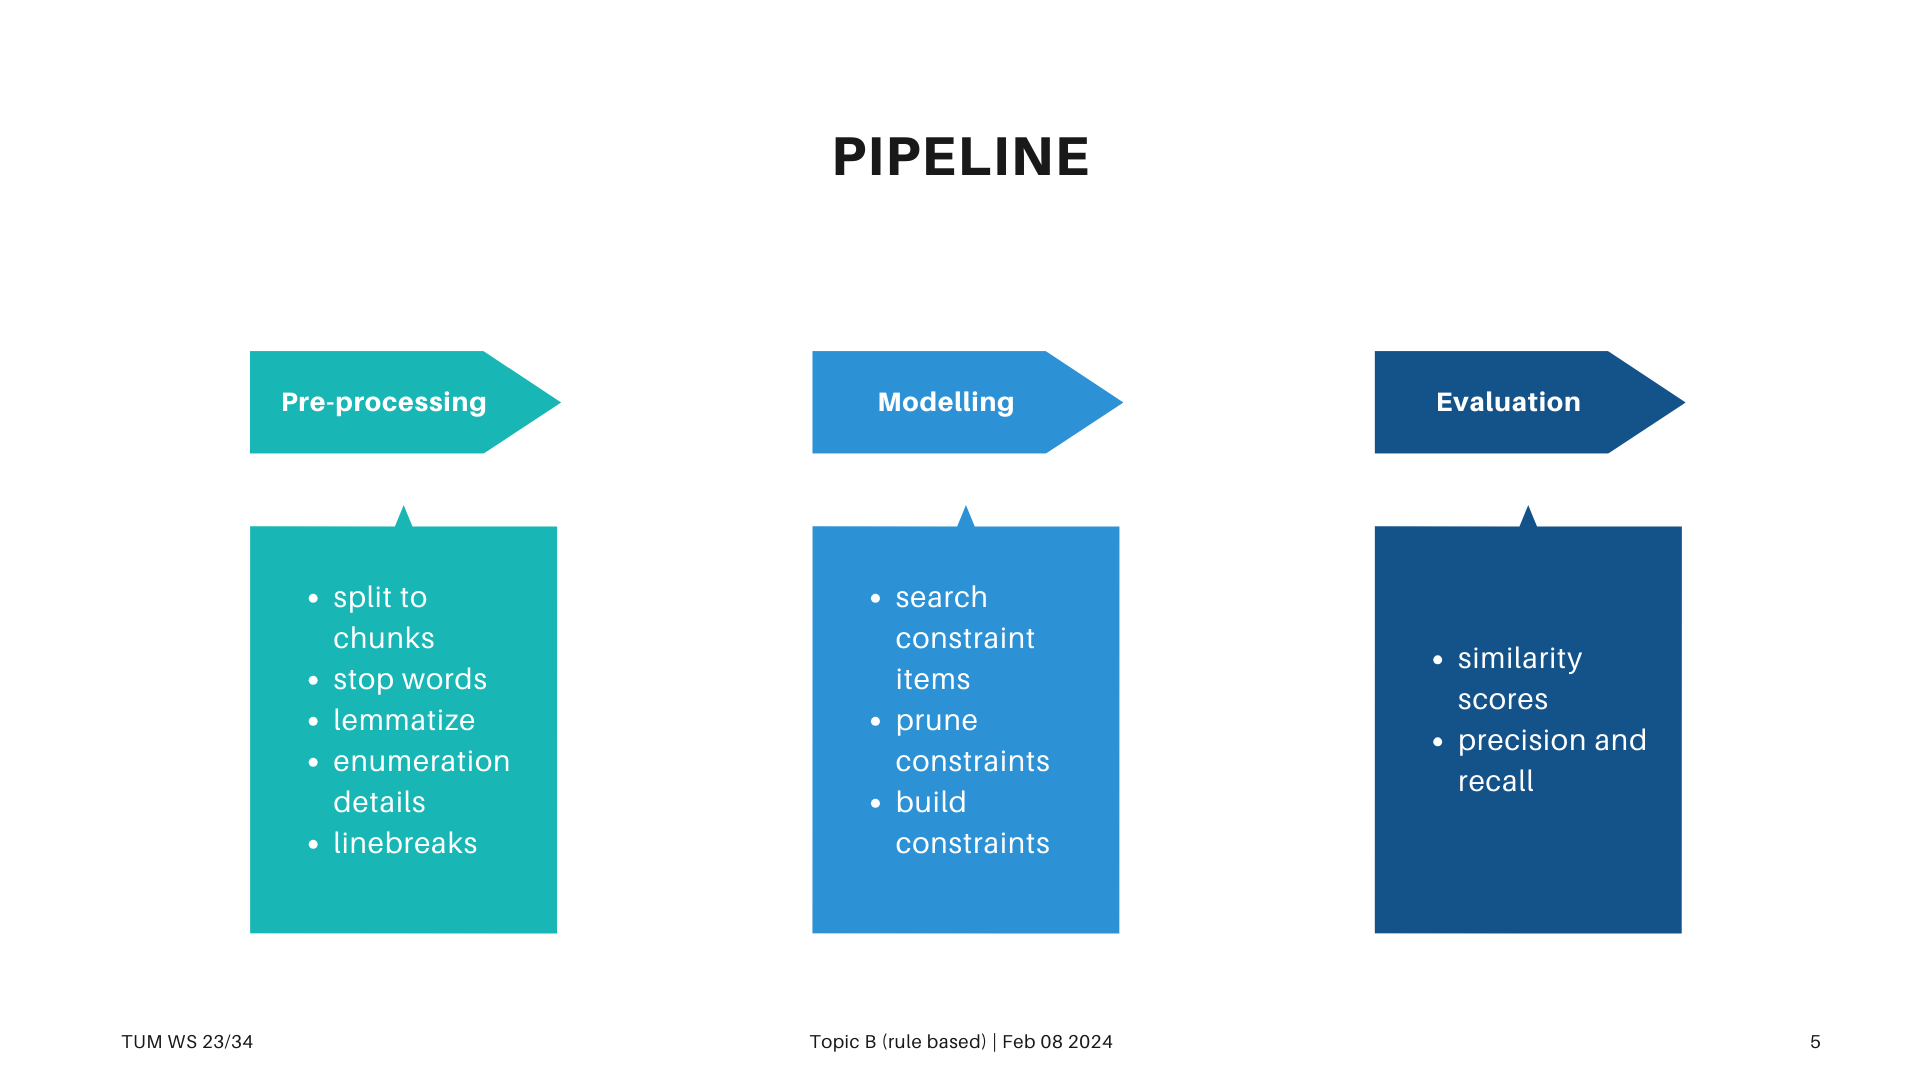 PIPELINE
Pre-processing
• split to
chunks
• stop words
• lemmatize
• enumeration
details
• linebreaks
Modelling
• search
constraint
items
• prune
constraints
• build
constraints
Evaluation
• similarity
scores
• precision and
recall
TUM WS 23/34
Topic B (rule based) | Feb 08 2024
5